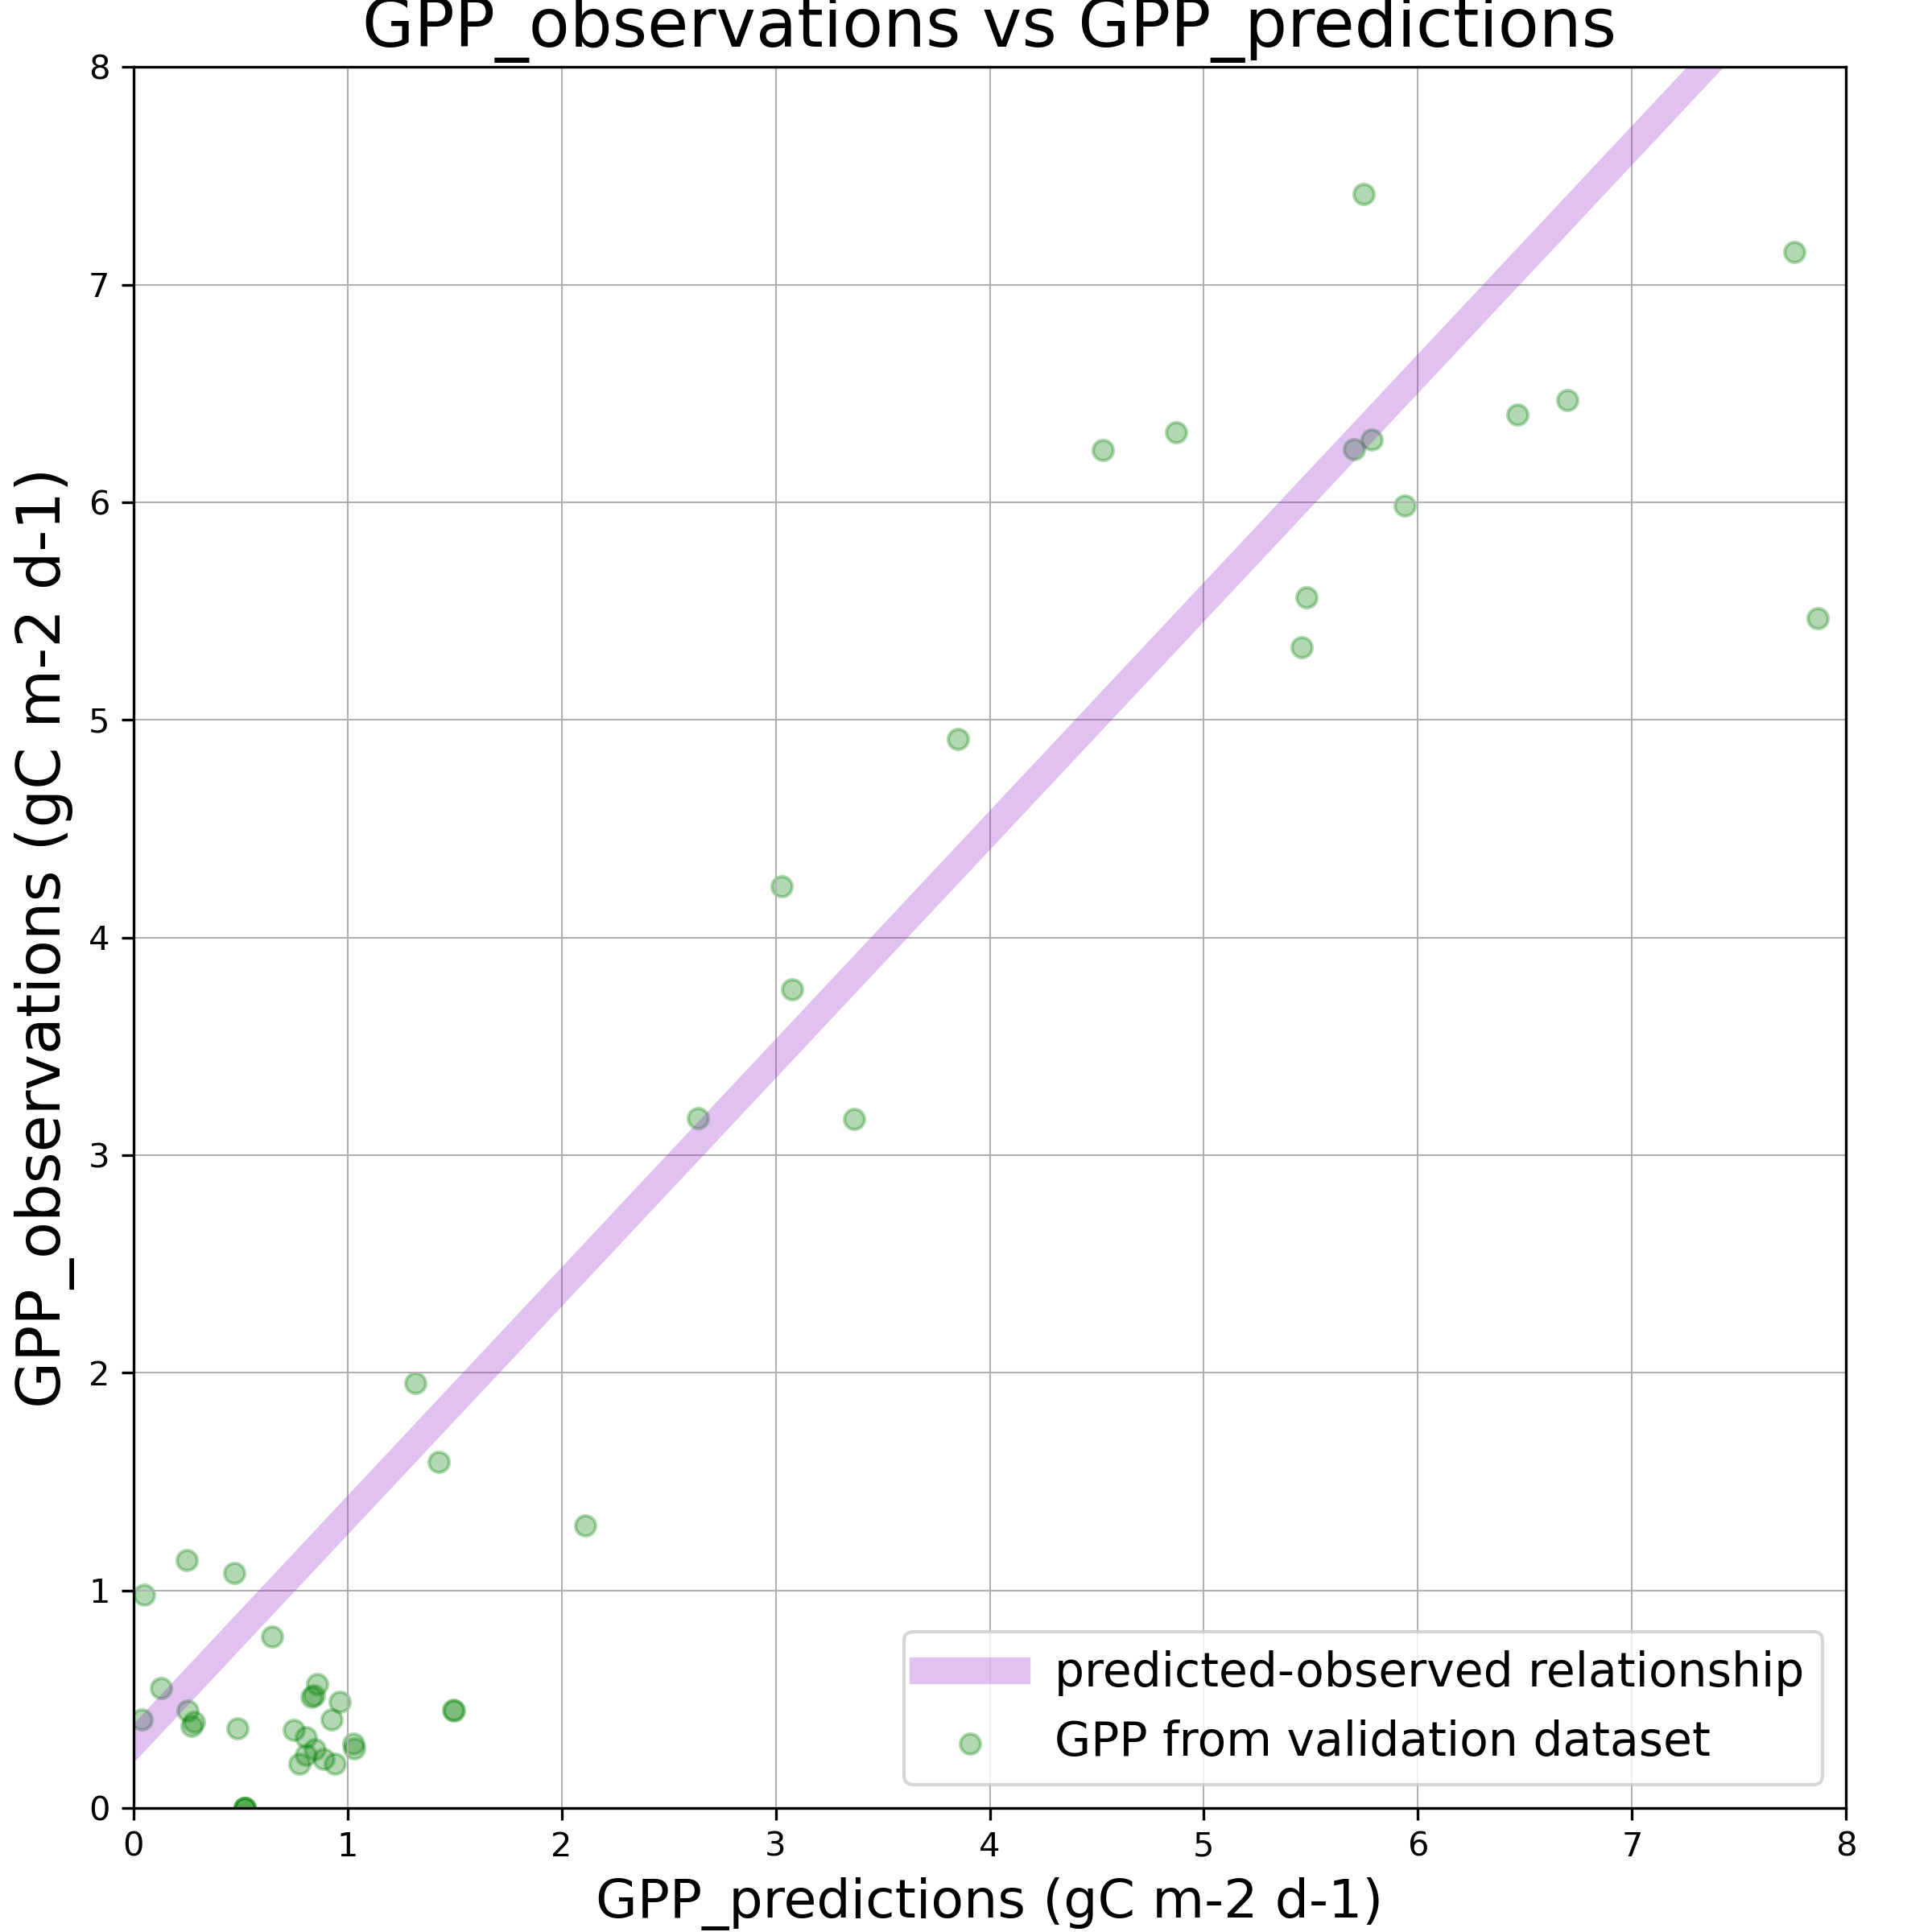 GPP_observations vs GPP_predictions
GPP_observations (gC m-2 d-1)
8
7
6
5
4
3
2
1
0
predicted-observed relationship
GPP from validation dataset
0 1 2 3 4 5 6 7 8
GPP_predictions (gC m-2 d-1)